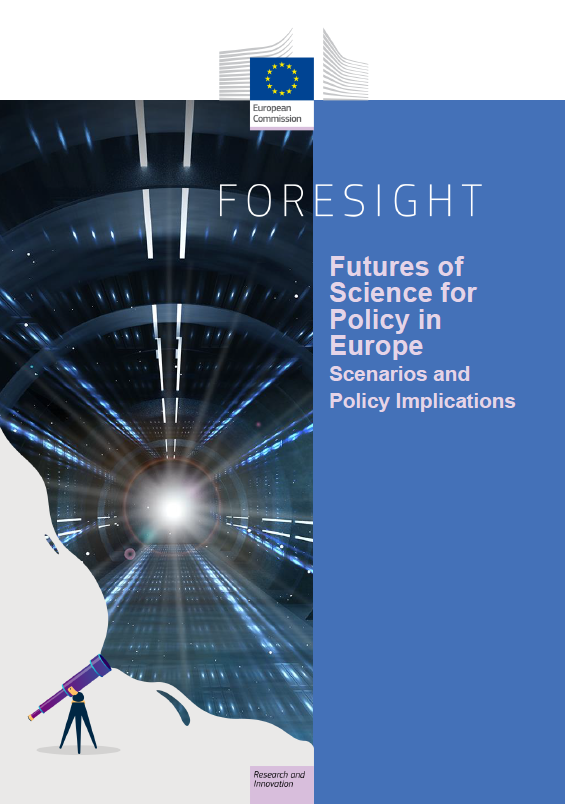 European
Commission
FORESIGHT
Futures of
Science for
Policy in
Europe
Scenarios and
Policy Implications
Research and
Innovation